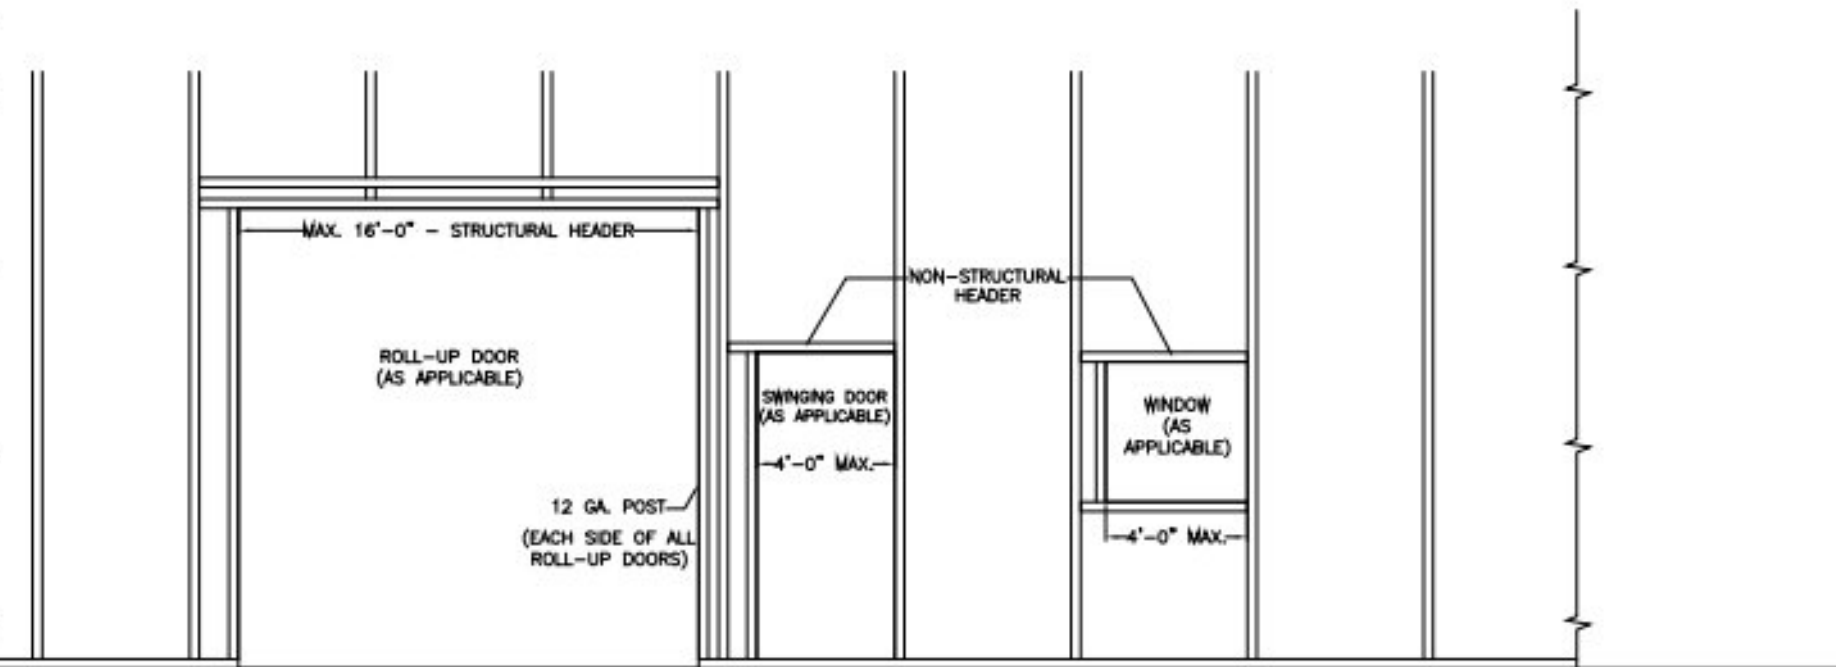 MAX. 16'-0" - STRUCTURAL HEADER
NON-STRUCTURAL
HEADER
ROLL-UP DOOR
(AS APPLICABLE)
SWINGING DOOR
(AS APPLICABLE)
4'-0" MAX.
WINDOW
(AS
APPLICABLE)
12 GA. POST
(EACH SIDE OF ALL
ROLL-UP DOORS)
4'-0" MAX.